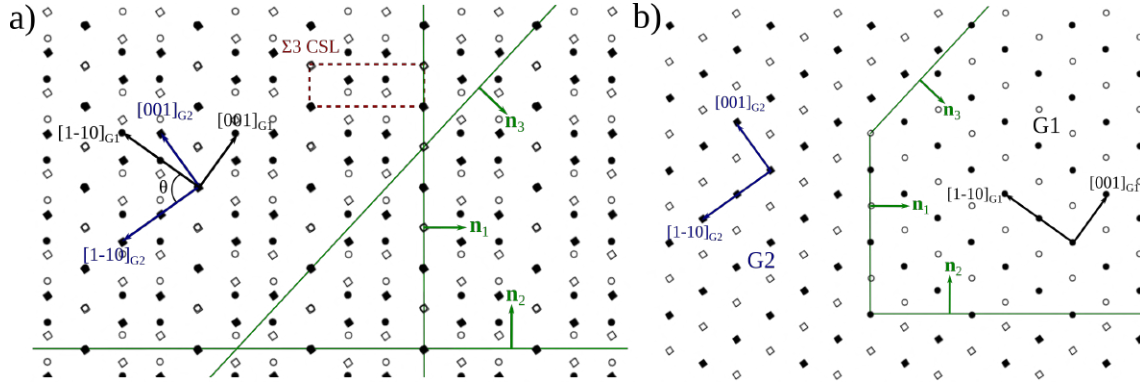 a)
Σ3 CSL
[001]G2
[001]G1
[1-10]G1
n3
θ
n1
[1-10]G2
n2
b)
[001]G2
n3
G1
[001]G1
[1-10]G1
n1
[1-10]G2
G2
n2